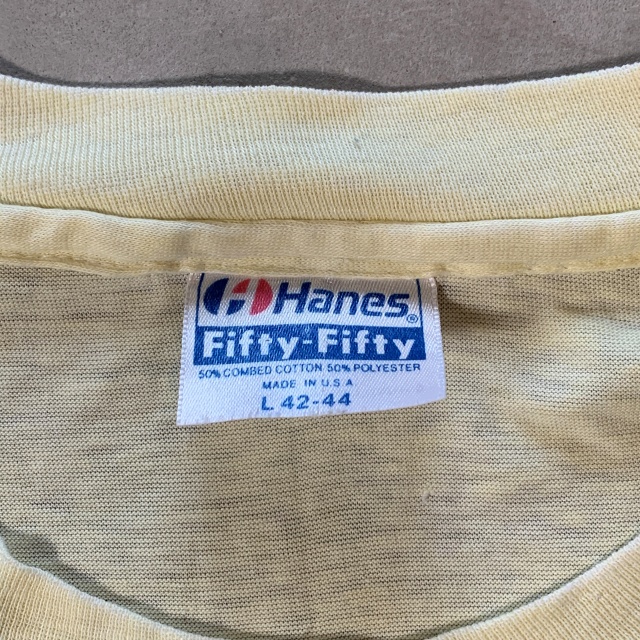 Hanes®
Fifty-Fifty
50% COMBED COTTON 50% POLYESTER
MADE IN U.S.A
L 42-44